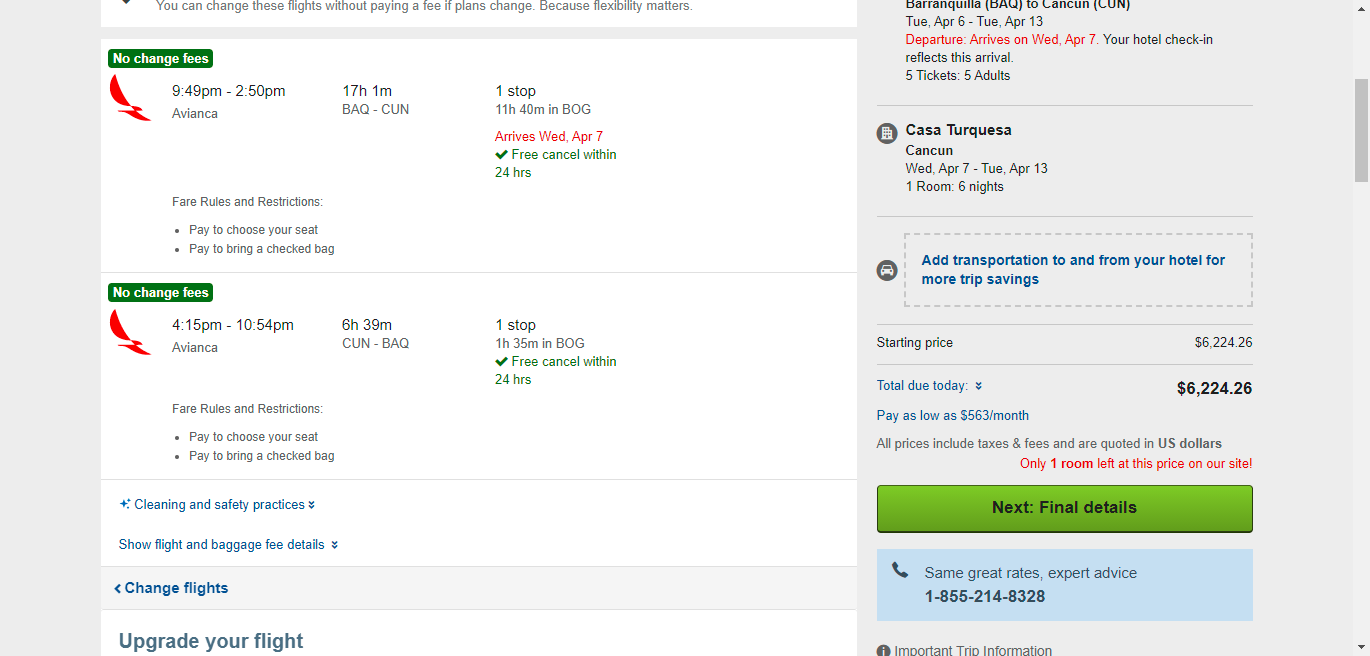 You can change these flights without paying a fee if plans change. Because flexibility matters.
No change fees
9:49pm - 2:50pm
Avianca
17h 1m
BAQ - CUN
1 stop
11h 40m in BOG
Arrives Wed, Apr 7
Free cancel within
24 hrs
Fare Rules and Restrictions:
Pay to choose your seat
Pay to bring a checked bag
No change fees
4:15pm - 10:54pm
Avianca
6h 39m
CUN - BAQ
1 stop
1h 35m in BOG
Free cancel within
24 hrs
Fare Rules and Restrictions:
Pay to choose your seat
Pay to bring a checked bag
Cleaning and safety practices
Show flight and baggage fee details
Change flights
Upgrade your flight
Barranquilla (BAQ) to Cancun (CUN)
Tue, Apr 6 - Tue, Apr 13
Departure: Arrives on Wed, Apr 7. Your hotel check-in
reflects this arrival.
5 Tickets: 5 Adults
Casa Turquesa
Cancun
Wed, Apr 7 - Tue, Apr 13
1 Room: 6 nights
Add transportation to and from your hotel for
more trip savings
Starting price $6,224.26
Total due today: $6,224.26
Pay as low as $563/month
All prices include taxes & fees and are quoted in US dollars
Only 1 room left at this price on our site!
Next: Final details
Same great rates, expert advice
1-855-214-8328
Important Trip Information